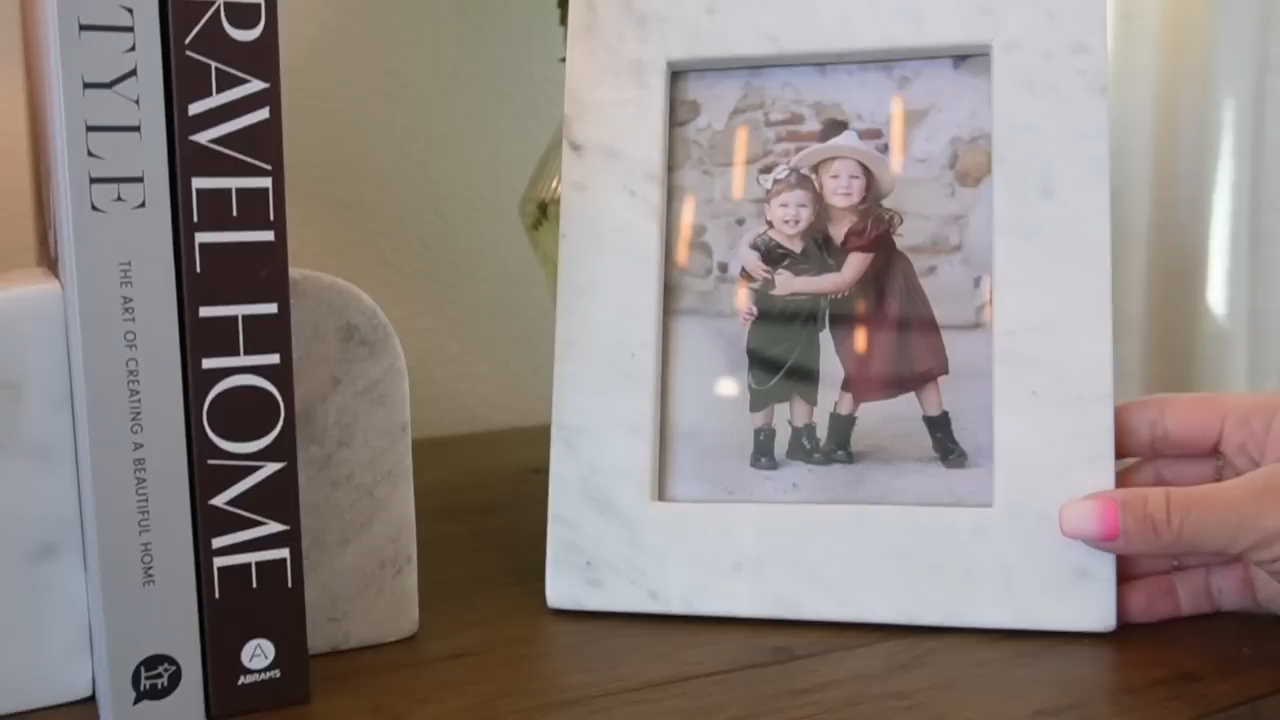 TYLE
THE ART OF CREATING A BEAUTIFUL HOME
RAVEL HOME
A
ABRAMS